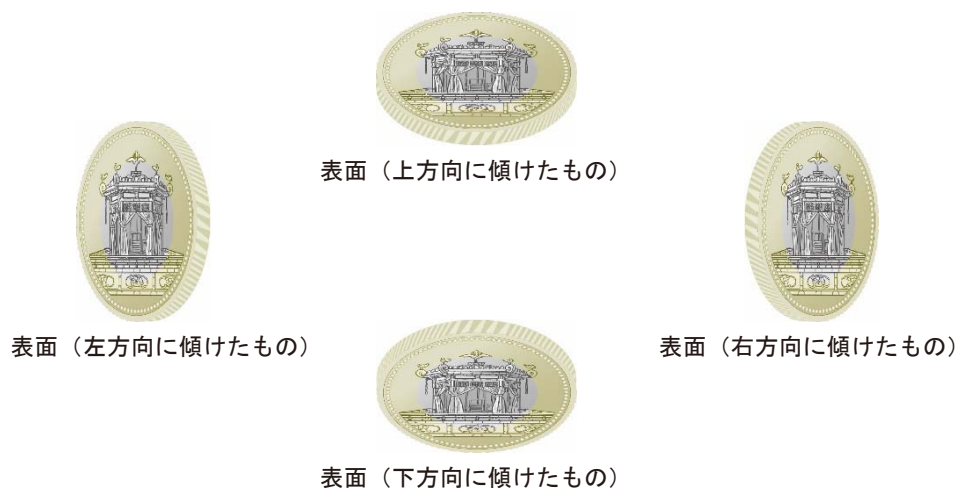 表面（上方向に傾けたもの）
表面（左方向に傾けたもの）
表面（右方向に傾けたもの）
表面（下方向に傾けたもの）